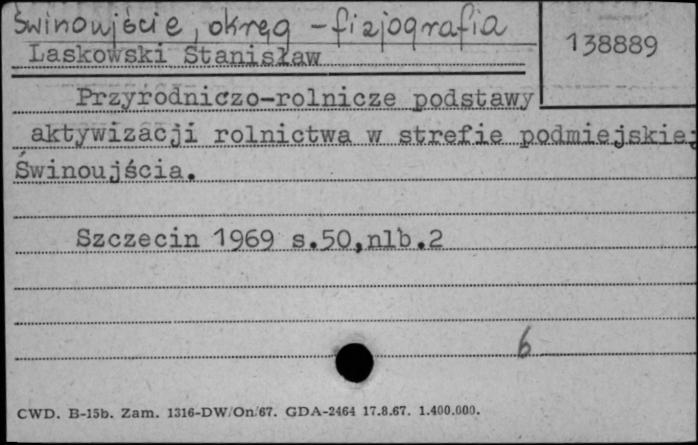 Świnoujście, okręg - fizjografia
138889
Laskowski Stanisław
Przyrodniczo-rolnicze podstawy
aktywizacji rolnictwa w strefie podmiejskiej
Świnoujścia.
Szczecin 1969 s.50,nlb.2
6
CWD. B-15b. Zam. 1316-DW/On/67. GDA-2464 17.8.67. 1.400.000.